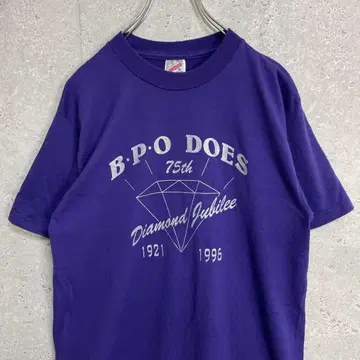 B·P·O DOES
75th
Diamond Jubilee
1921 1996